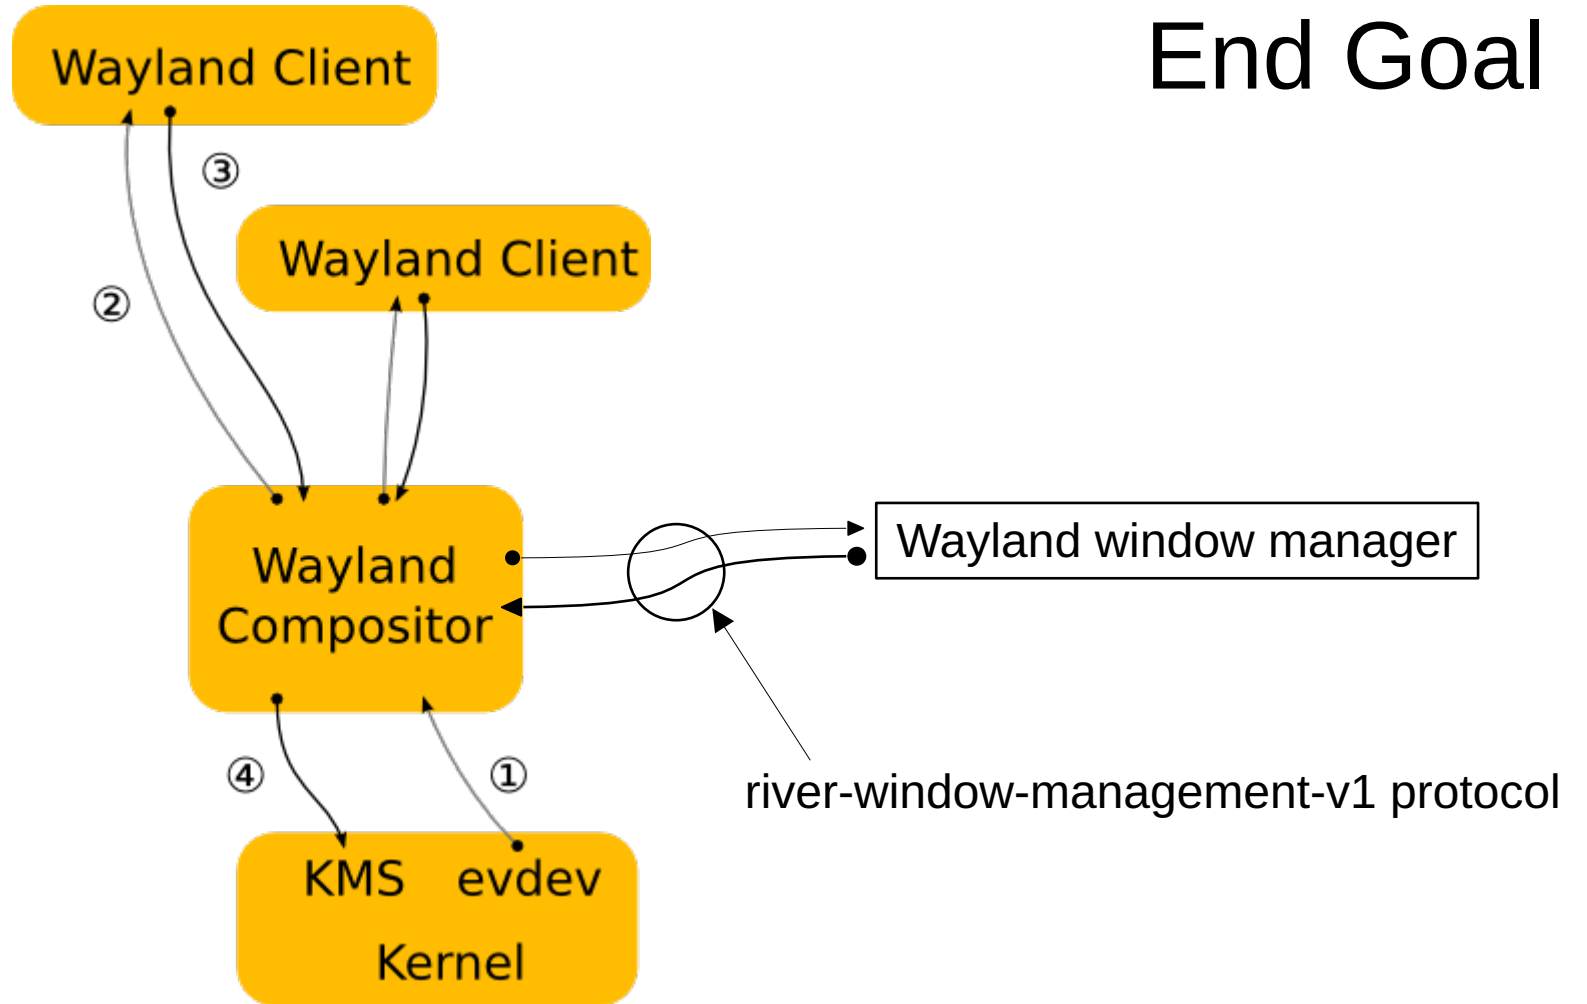 End Goal
Wayland Client
③
Wayland Client
②
Wayland
Compositor
Wayland window manager
④
①
river-window-management-v1 protocol
KMS evdev
Kernel